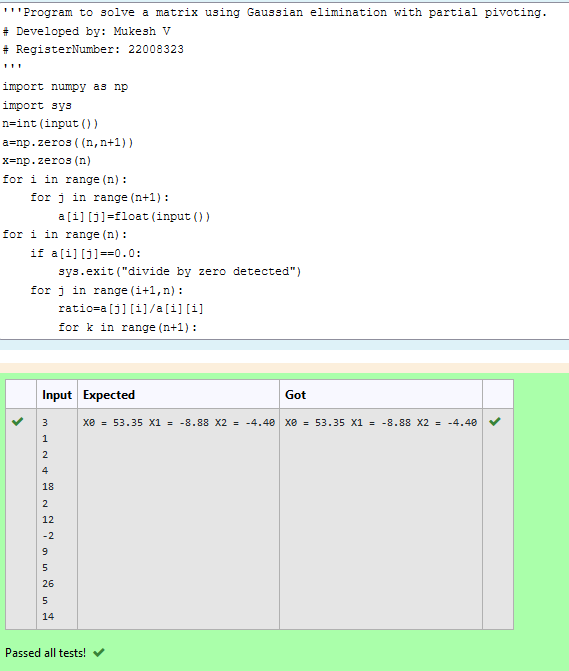 '''Program to solve a matrix using Gaussian elimination with partial pivoting.
# Developed by: Mukesh V
# RegisterNumber: 22008323
'''
import numpy as np
import sys
n=int(input())
a=np.zeros((n,n+1))
x=np.zeros(n)
for i in range(n):
    for j in range(n+1):
        a[i][j]=float(input())
for i in range(n):
    if a[i][j]==0.0:
        sys.exit("divide by zero detected")
    for j in range(i+1,n):
        ratio=a[j][i]/a[i][i]
        for k in range(n+1):
Input Expected Got
3 X0 = 53.35 X1 = -8.88 X2 = -4.40 X0 = 53.35 X1 = -8.88 X2 = -4.40
1
2
4
18
2
12
-2
9
5
26
5
14
Passed all tests!